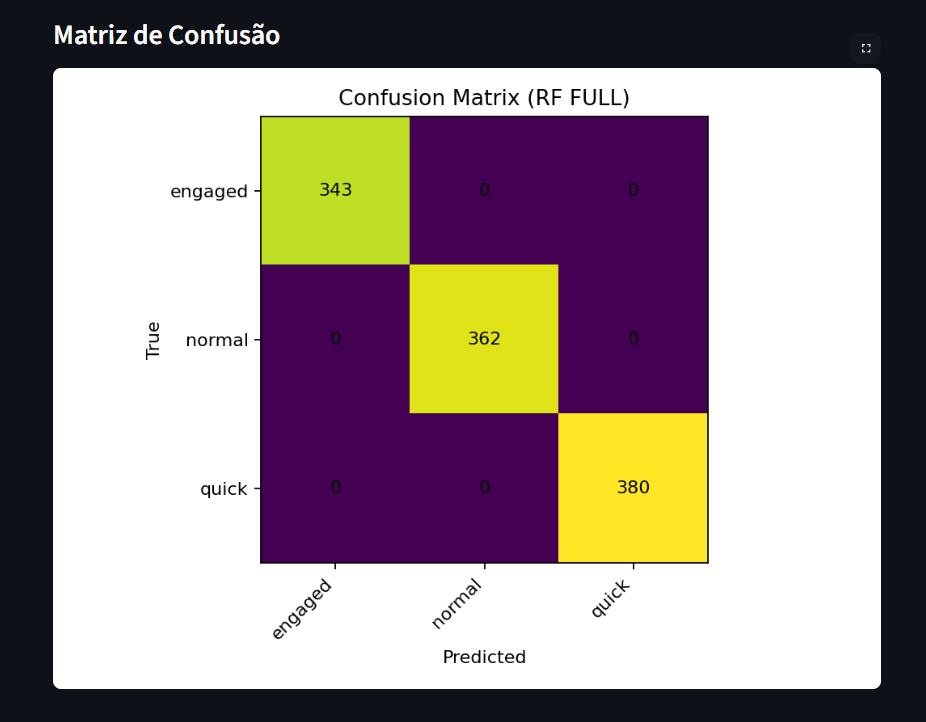 Matriz de Confusão
Confusion Matrix (RF FULL)
engaged
343
0
0
normal
0
362
0
quick
0
0
380
True
engaged
normal
quick
Predicted